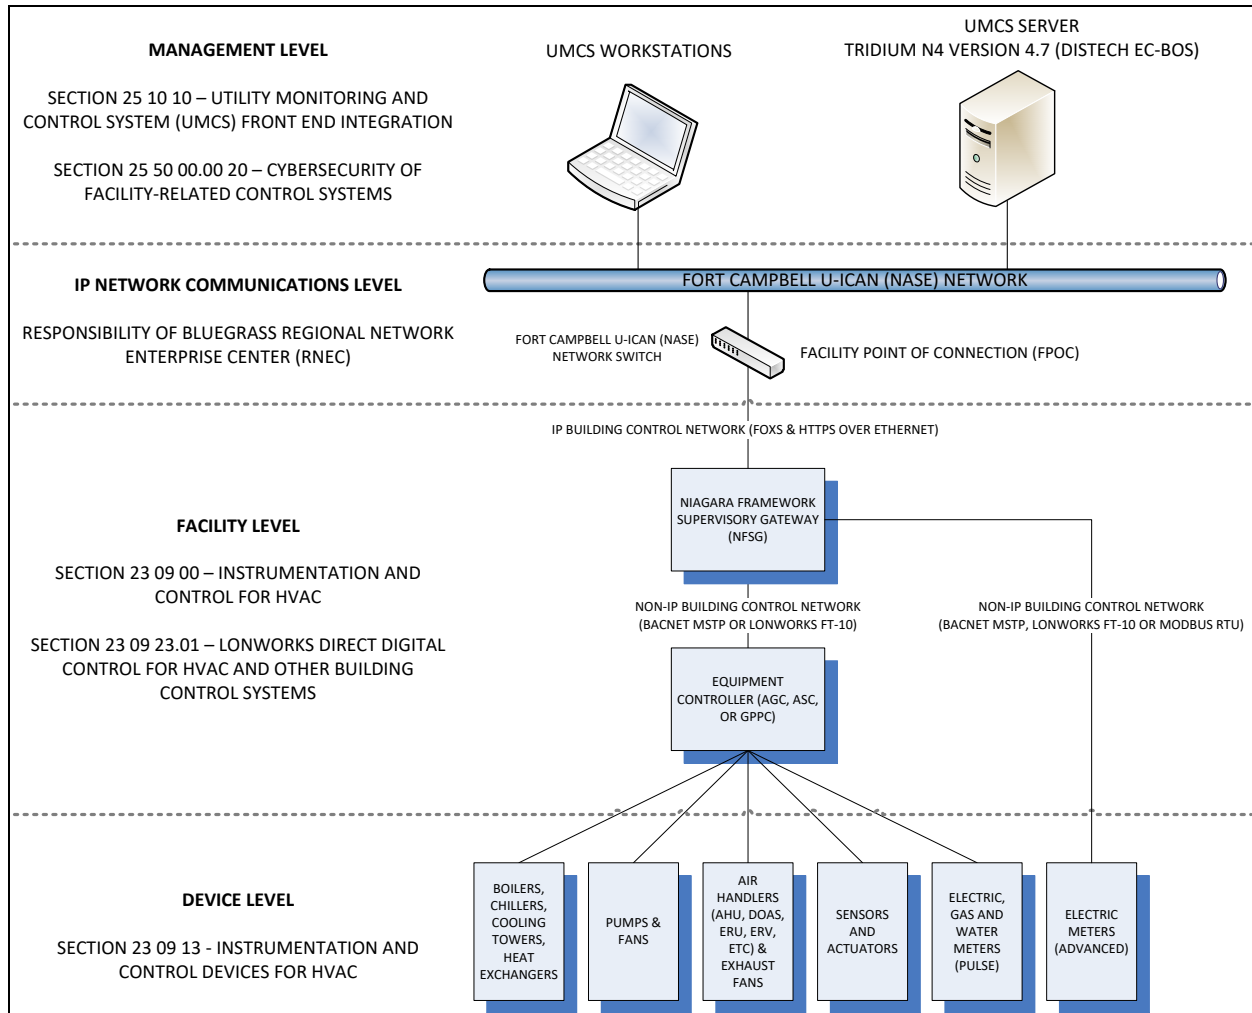 MANAGEMENT LEVEL
SECTION 25 10 10 – UTILITY MONITORING AND
CONTROL SYSTEM (UMCS) FRONT END INTEGRATION
SECTION 25 50 00.00 20 – CYBERSECURITY OF
FACILITY-RELATED CONTROL SYSTEMS
UMCS WORKSTATIONS
UMCS SERVER
TRIDIUM N4 VERSION 4.7 (DISTECH EC-BOS)
IP NETWORK COMMUNICATIONS LEVEL
RESPONSIBILITY OF BLUEGRASS REGIONAL NETWORK
ENTERPRISE CENTER (RNEC)
FORT CAMPBELL U-ICAN (NASE) NETWORK
FORT CAMPBELL U-ICAN (NASE)
NETWORK SWITCH
FACILITY POINT OF CONNECTION (FPOC)
IP BUILDING CONTROL NETWORK (FOXS & HTTPS OVER ETHERNET)
FACILITY LEVEL
SECTION 23 09 00 – INSTRUMENTATION AND
CONTROL FOR HVAC
SECTION 23 09 23.01 – LONWORKS DIRECT DIGITAL
CONTROL FOR HVAC AND OTHER BUILDING
CONTROL SYSTEMS
NIAGARA FRAMEWORK
SUPERVISORY GATEWAY
(NFSG)
NON-IP BUILDING CONTROL NETWORK
(BACNET MSTP OR LONWORKS FT-10)
NON-IP BUILDING CONTROL NETWORK
(BACNET MSTP, LONWORKS FT-10 OR MODBUS RTU)
EQUIPMENT
CONTROLLER (AGC, ASC,
OR GPPC)
DEVICE LEVEL
SECTION 23 09 13 - INSTRUMENTATION AND
CONTROL DEVICES FOR HVAC
BOILERS,
CHILLERS,
COOLING
TOWERS,
HEAT
EXCHANGERS
PUMPS &
FANS
AIR
HANDLERS
(AHU, DOAS,
ERU, ERV,
ETC) &
EXHAUST
FANS
SENSORS
AND
ACTUATORS
ELECTRIC,
GAS AND
WATER
METERS
(PULSE)
ELECTRIC
METERS
(ADVANCED)